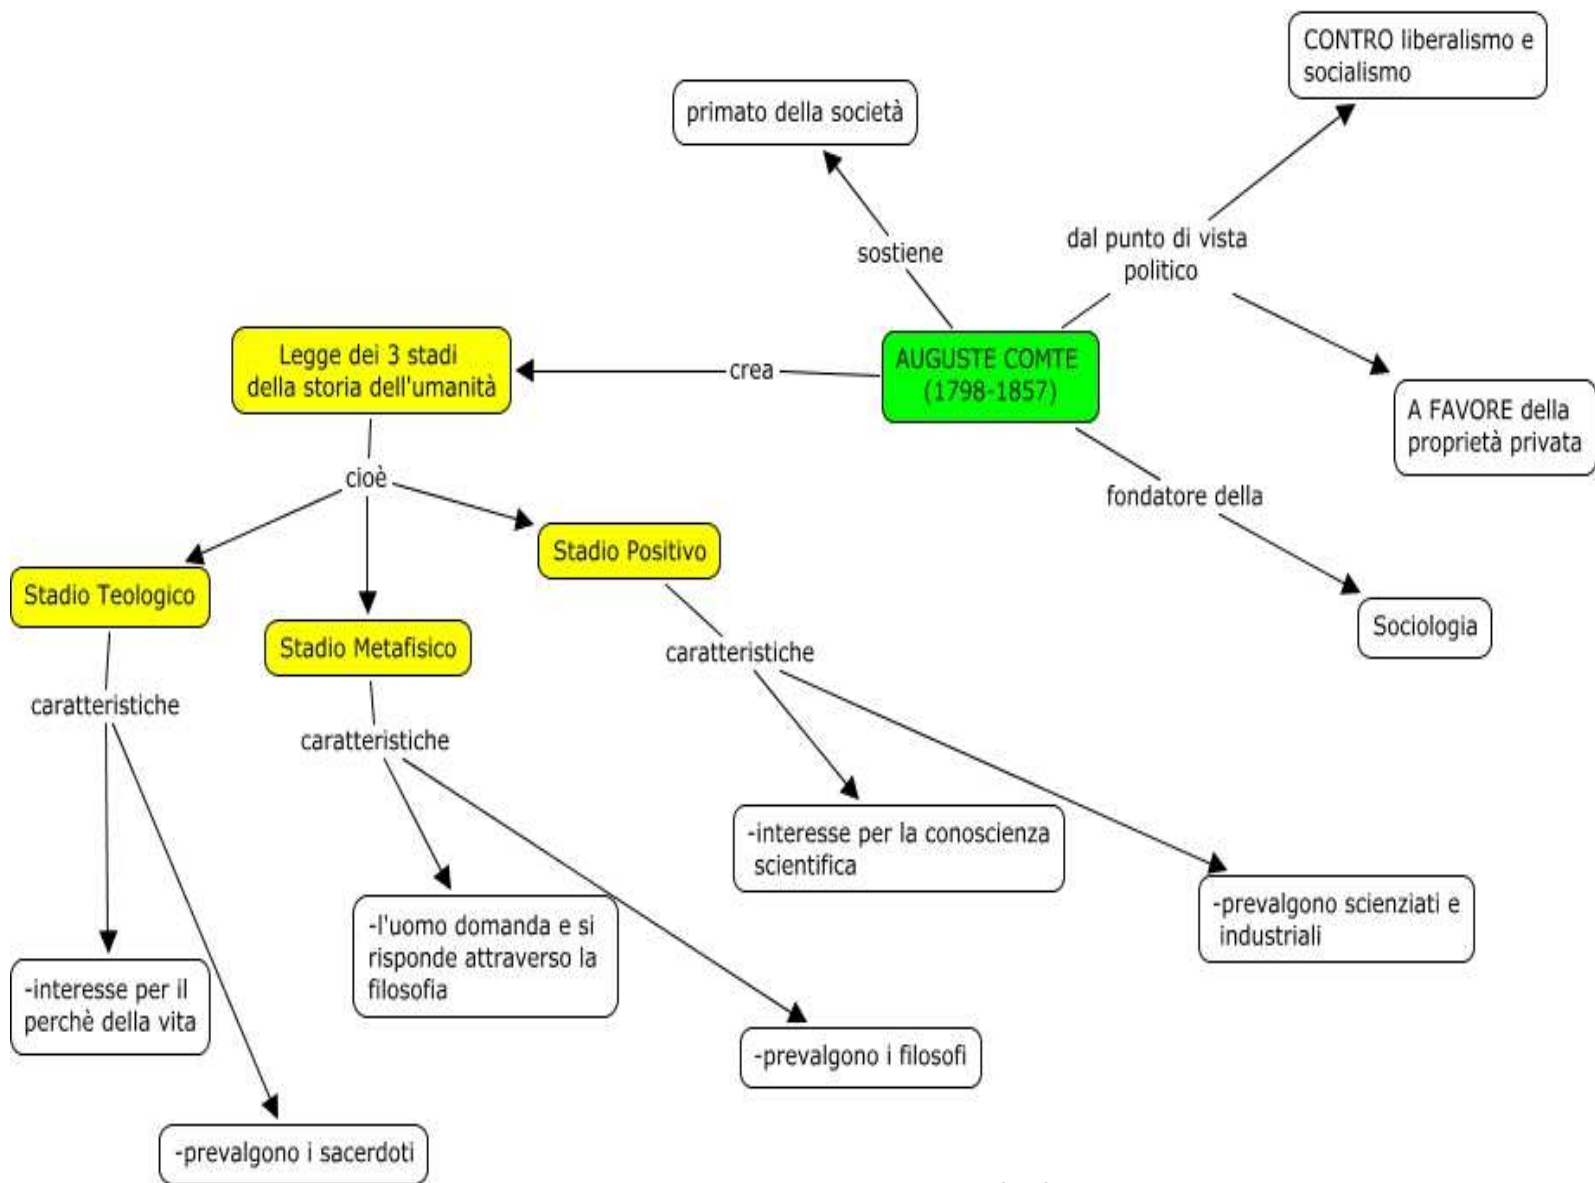 CONTRO liberalismo e
socialismo
primato della società
sostiene
dal punto di vista
politico
Legge dei 3 stadi
della storia dell'umanità
crea
AUGUSTE COMTE
(1798-1857)
A FAVORE della
proprietà privata
cioè
fondatore della
Stadio Positivo
Stadio Teologico
Stadio Metafisico
Sociologia
caratteristiche
caratteristiche
caratteristiche
-interesse per la conoscienza
scientifica
-prevalgono scienziati e
industriali
-l'uomo domanda e si
risponde attraverso la
filosofia
-interesse per il
perchè della vita
-prevalgono i filosofi
-prevalgono i sacerdoti